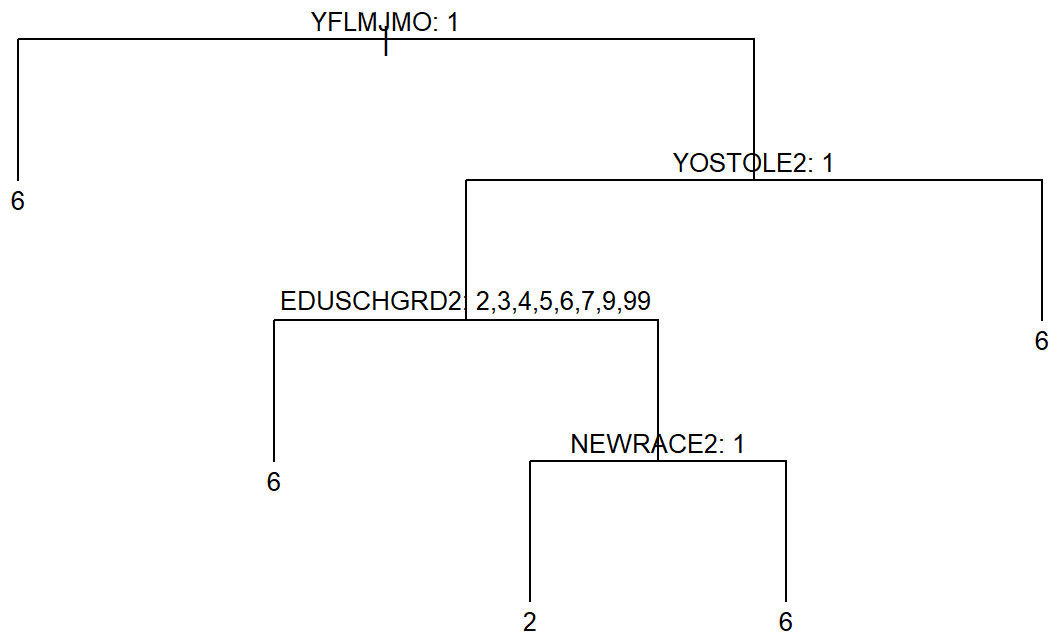 YFLMJMO: 1
YOSTOLE2: 1
6
EDUSCHGRD2: 2,3,4,5,6,7,9,99
6
NEWRACE2: 1
6
2
6